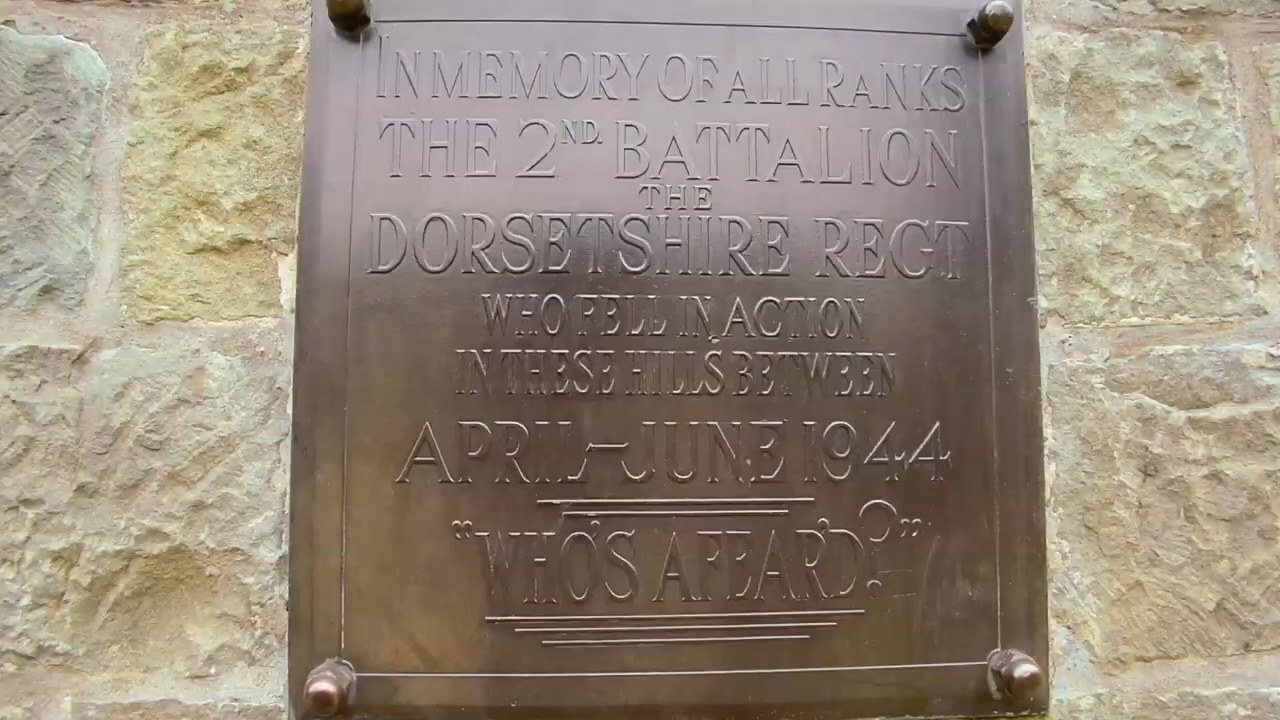 IN MEMORY OF ALL RANKS
THE 2ND. BATTALION
THE
DORSETSHIRE REGT
WHO FELL IN ACTION
IN THESE HILLS BETWEEN
APRIL–JUNE 1944
“WHO'S AFEAR'D?”